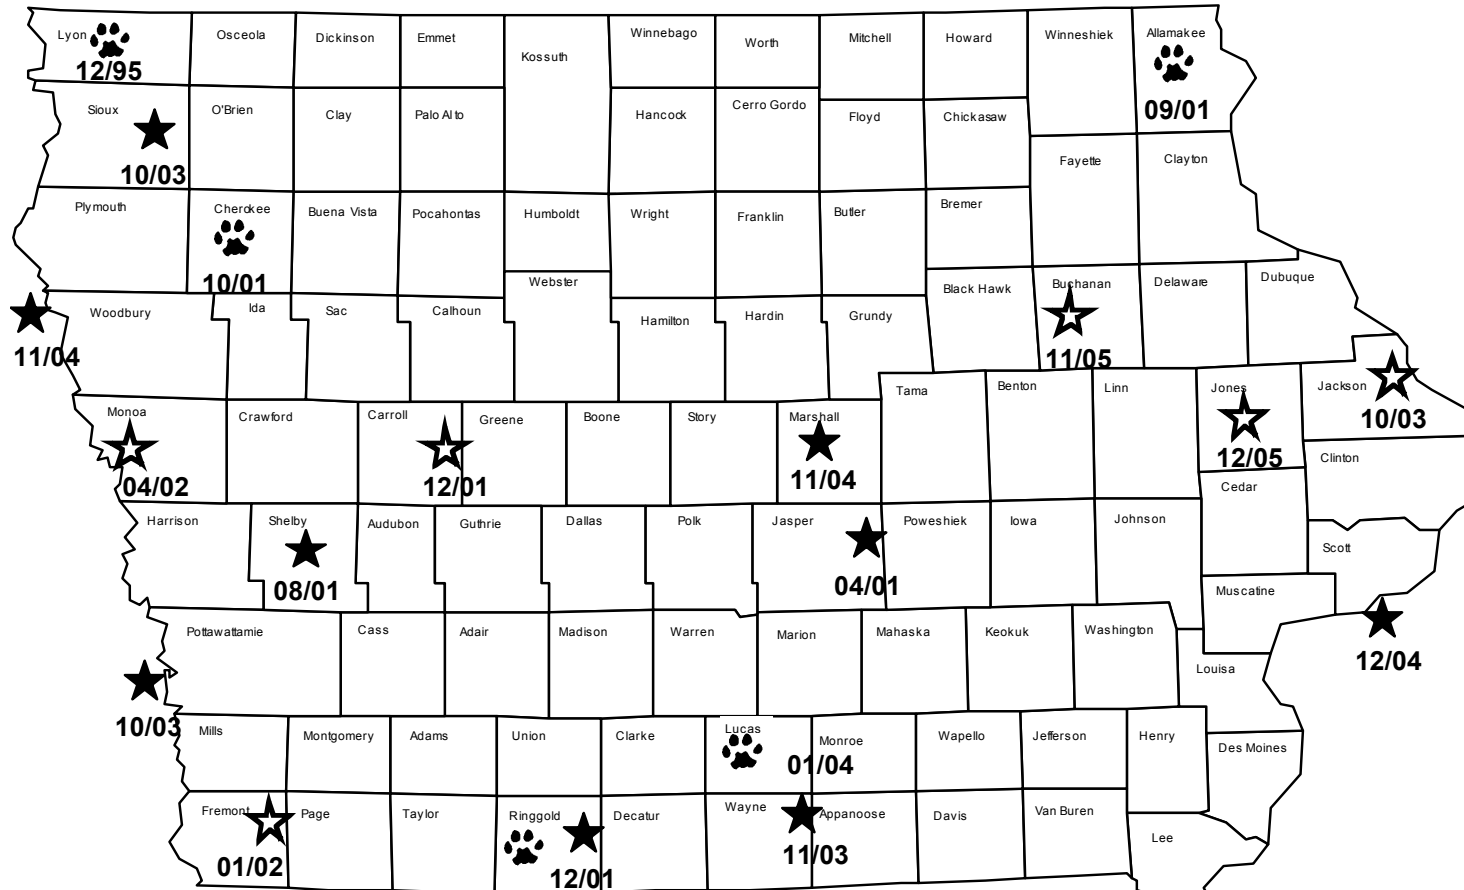 Lyon
Osceola
Dickinson
Emmet
Kossuth
Winnebago
Worth
Mitchell
Howard
Winneshiek
Allamakee
12/95
09/01
Sioux
O'Brien
Clay
Palo Alto
Hancock
Cerro Gordo
Floyd
Chickasaw
Fayette
Clayton
10/03
Plymouth
Cherokee
Buena Vista
Pocahontas
Humboldt
Wright
Franklin
Butler
Bremer
10/01
Webster
Black Hawk
Buchanan
Delaware
Dubuque
Woodbury
Ida
Sac
Calhoun
Hamilton
Hardin
Grundy
11/04
11/05
Tama
Benton
Linn
Jones
Jackson
10/03
Monoa
Crawford
Carroll
Greene
Boone
Story
Marshall
12/05
Clinton
04/02
12/01
11/04
Cedar
Harrison
Shelby
Audubon
Guthrie
Dallas
Polk
Jasper
Poweshiek
Iowa
Johnson
Scott
08/01
04/01
Muscatine
Pottawattamie
Cass
Adair
Madison
Warren
Marion
Mahaska
Keokuk
Washington
12/04
Louisa
10/03
Mills
Montgomery
Adams
Union
Clarke
Lucas
01/04
Monroe
Wapello
Jefferson
Henry
Des Moines
Fremont
Page
Taylor
Ringgold
Decatur
Wayne
Appanoose
Davis
Van Buren
Lee
01/02
12/01
11/03